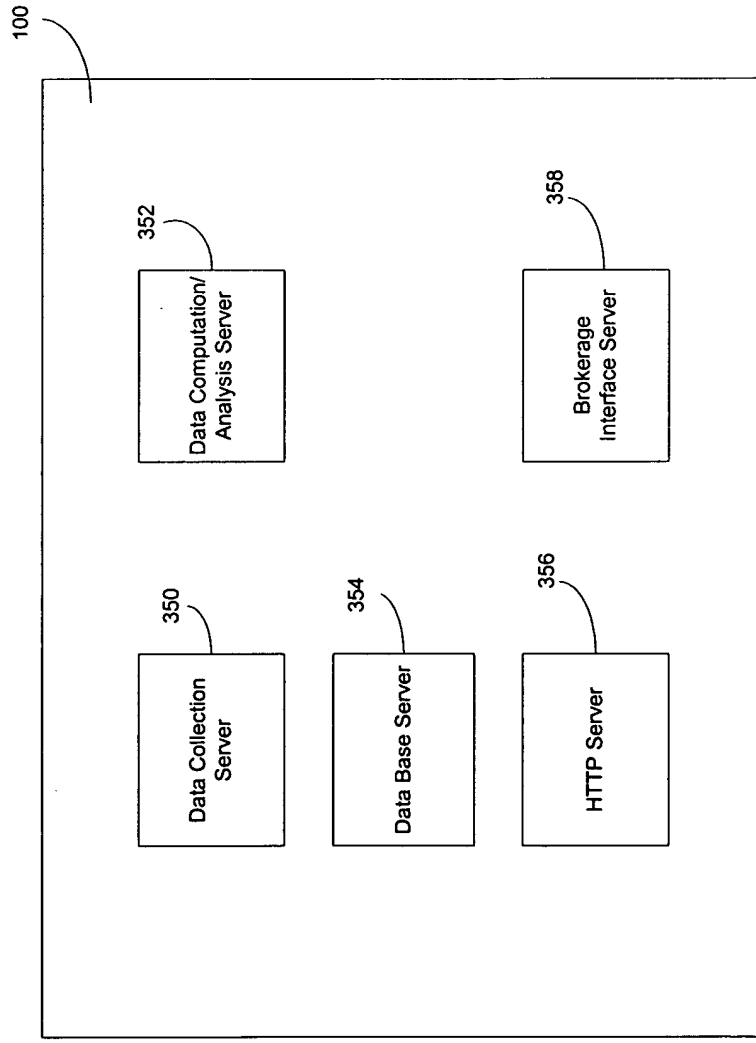 100
350
Data Collection
Server
352
Data Computation/
Analysis Server
354
Data Base Server
356
HTTP Server
358
Brokerage
Interface Server